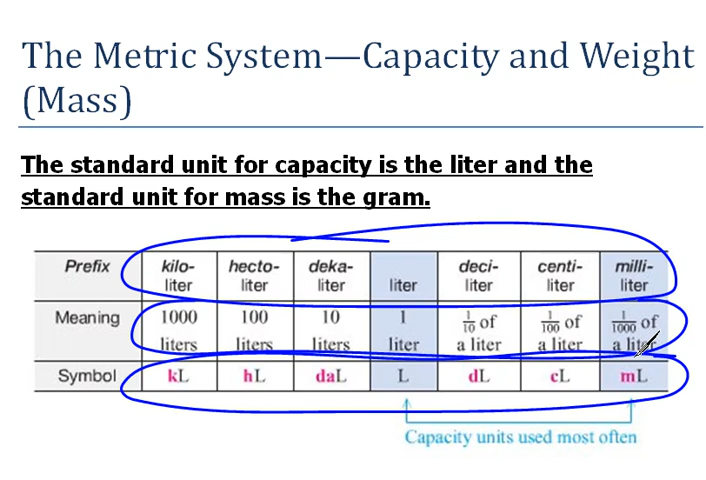 The Metric System—Capacity and Weight
(Mass)
The standard unit for capacity is the liter and the
standard unit for mass is the gram.
Prefix kilo- hecto- deka- deci- centi- milli-
liter liter liter liter liter liter liter
Meaning 1000 100 10 1 1/10 of 1/100 of 1/1000 of
liters liters liters liter a liter a liter a liter
Symbol kL hL daL L dL cL mL
Capacity units used most often